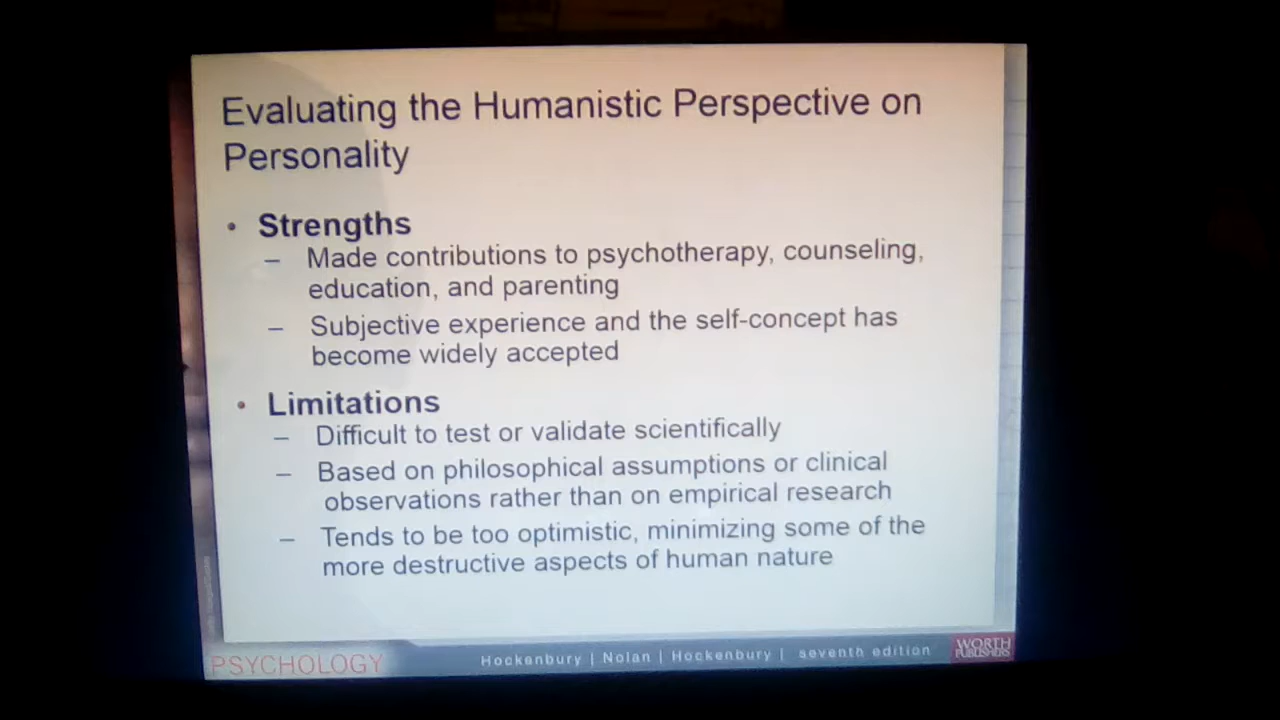 Evaluating the Humanistic Perspective on
Personality
• Strengths
– Made contributions to psychotherapy, counseling,
education, and parenting
– Subjective experience and the self-concept has
become widely accepted
• Limitations
– Difficult to test or validate scientifically
– Based on philosophical assumptions or clinical
observations rather than on empirical research
– Tends to be too optimistic, minimizing some of the
more destructive aspects of human nature
PSYCHOLOGY
Hockenbury | Nolan | Hockenbury | seventh edition
WORTH
PUBLISHERS